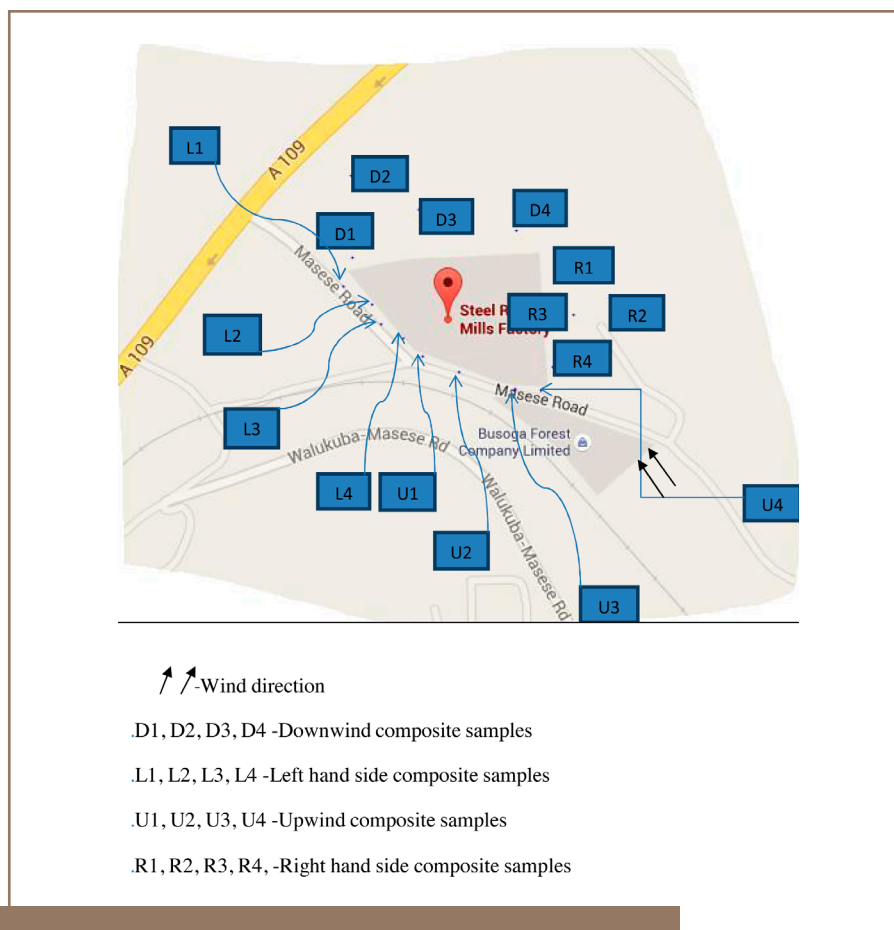 L1
A 109
D2
D3
D4
D1
R1
Masese Road
Steel R
Mills Factory
R3
R2
L2
A 109
R4
Masese Road
L3
Walukuba-Masese Rd
Busoga Forest
Company Limited
L4
U1
U4
Walukuba-Masese Rd
U2
U3
-Wind direction
.D1, D2, D3, D4 -Downwind composite samples
.L1, L2, L3, L4 -Left hand side composite samples
.U1, U2, U3, U4 -Upwind composite samples
.R1, R2, R3, R4, -Right hand side composite samples